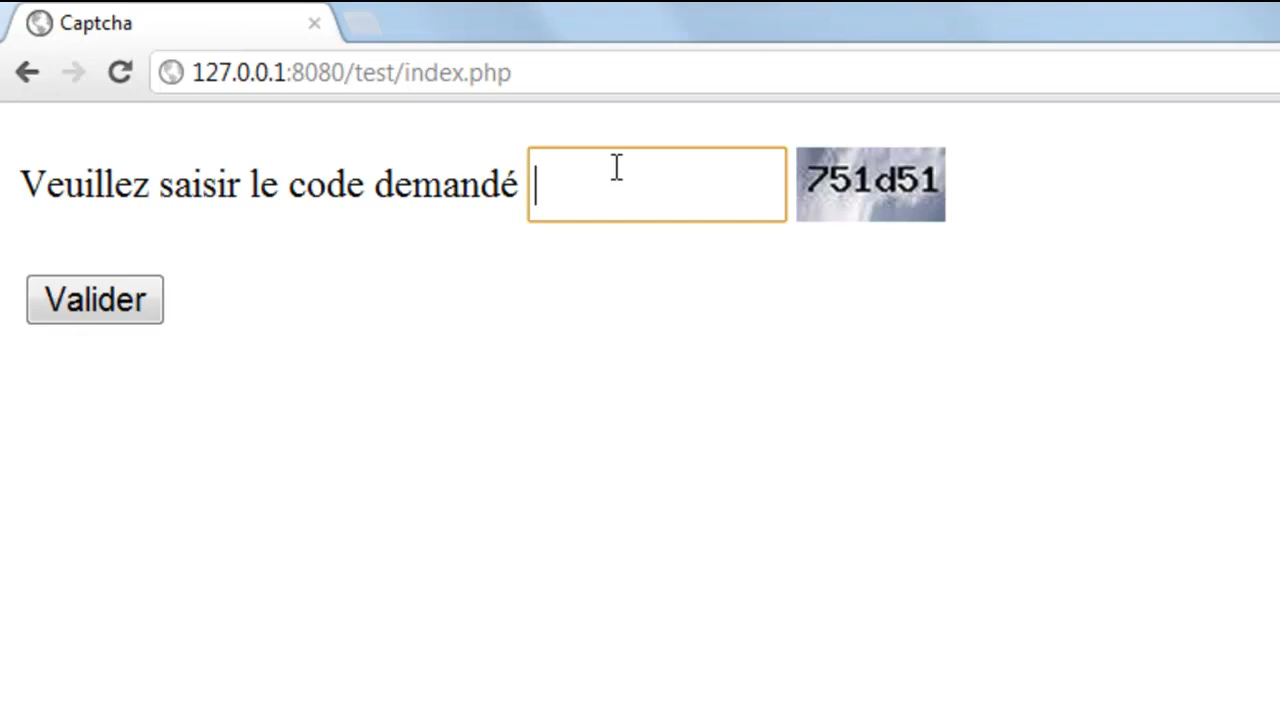 Captcha
127.0.0.1:8080/test/index.php
Veuillez saisir le code demandé 751d51
Valider